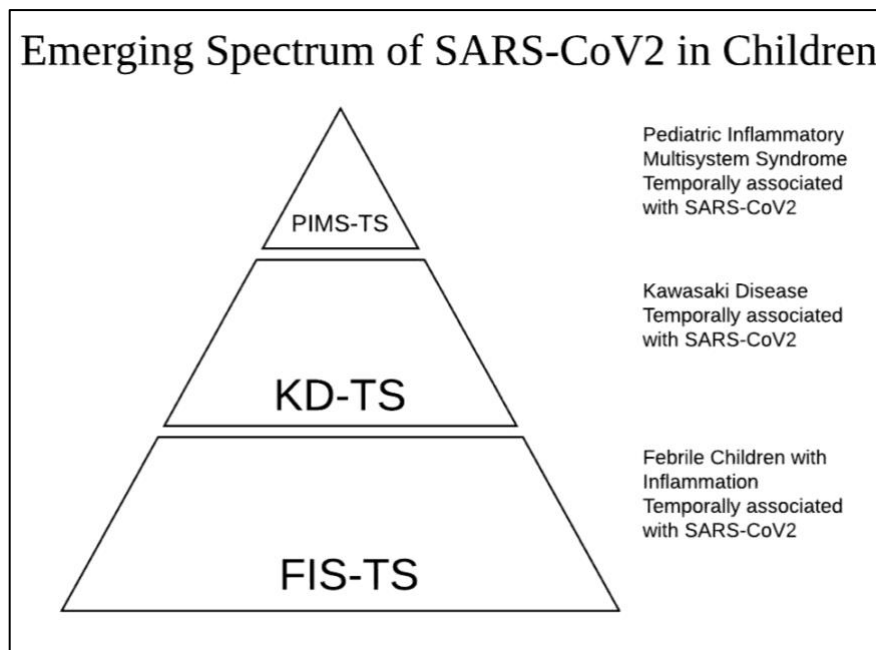 Emerging Spectrum of SARS-CoV2 in Children
PIMS-TS
Pediatric Inflammatory
Multisystem Syndrome
Temporally associated
with SARS-CoV2
KD-TS
Kawasaki Disease
Temporally associated
with SARS-CoV2
FIS-TS
Febrile Children with
Inflammation
Temporally associated
with SARS-CoV2